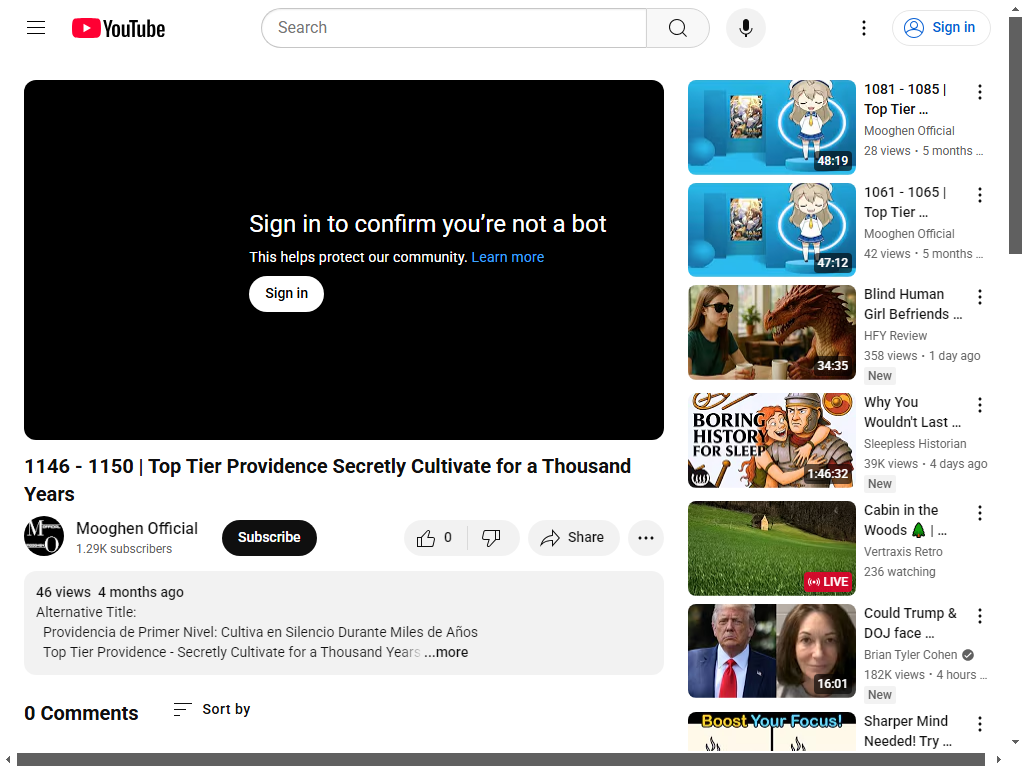 YouTube
Search
Sign in
Sign in to confirm you’re not a bot
This helps protect our community. Learn more
Sign in
1146 - 1150 | Top Tier Providence Secretly Cultivate for a Thousand
Years
Mooghen Official
1.29K subscribers
Subscribe
0
Share
46 views 4 months ago
Alternative Title:
Providencia de Primer Nivel: Cultiva en Silencio Durante Miles de Años
Top Tier Providence - Secretly Cultivate for a Thousand Years ...more
0 Comments
Sort by
48:19
1081 - 1085 |
Top Tier ...
Mooghen Official
28 views • 5 months ...
47:12
1061 - 1065 |
Top Tier ...
Mooghen Official
42 views • 5 months ...
34:35
Blind Human
Girl Befriends ...
HFY Review
358 views • 1 day ago
New
BORING
HISTORY
FOR SLEEP
1:46:32
Why You
Wouldn't Last ...
Sleepless Historian
39K views • 4 days ago
New
LIVE
Cabin in the
Woods 🌲 | ...
Vertraxis Retro
236 watching
16:01
Could Trump &
DOJ face ...
Brian Tyler Cohen
182K views • 4 hours ...
New
Boost Your Focus!
Sharper Mind
Needed! Try ...